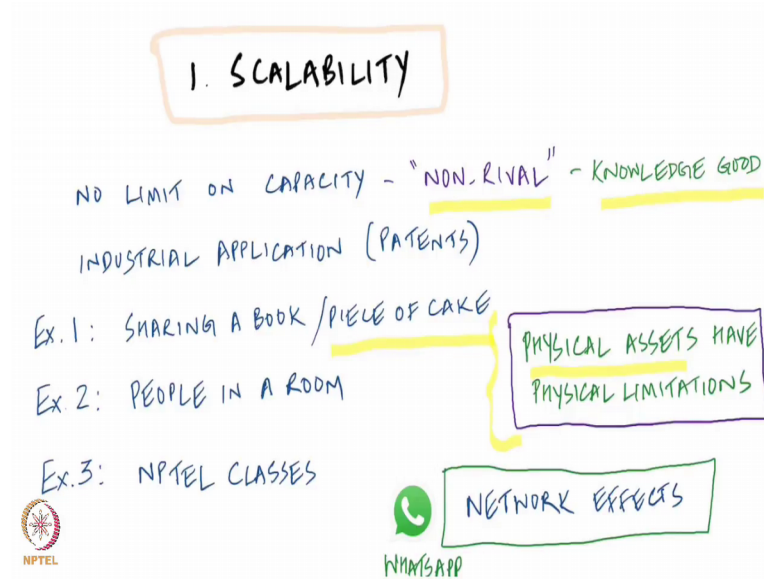 1. SCALABILITY
NO LIMIT ON CAPACITY - "NON-RIVAL" - KNOWLEDGE GOOD
INDUSTRIAL APPLICATION (PATENTS)
Ex.1: SHARING A BOOK / PIECE OF CAKE
Ex.2: PEOPLE IN A ROOM
PHYSICAL ASSETS HAVE
PHYSICAL LIMITATIONS
Ex.3: NPTEL CLASSES
NETWORK EFFECTS
WHATSAPP
NPTEL